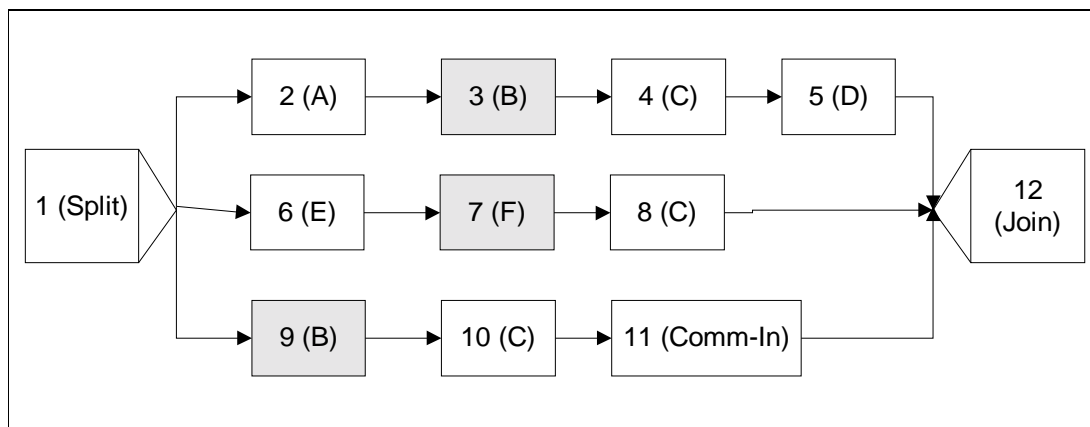 2 (A)
3 (B)
4 (C)
5 (D)
1 (Split)
6 (E)
7 (F)
8 (C)
12
(Join)
9 (B)
10 (C)
11 (Comm-In)